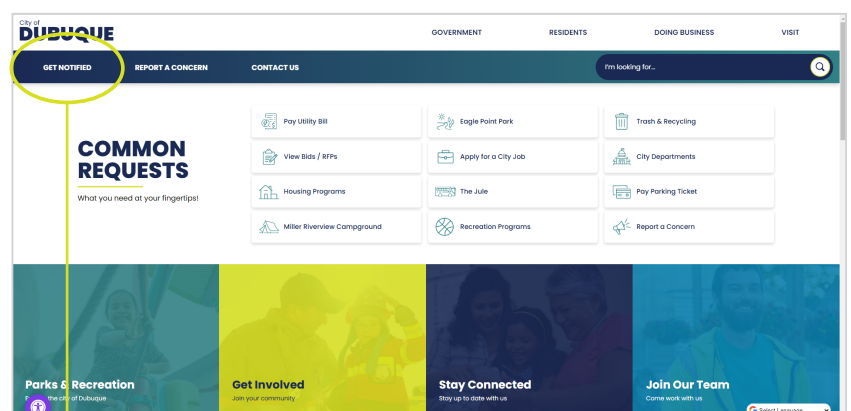 City of
DUBUQUE
GOVERNMENT RESIDENTS DOING BUSINESS VISIT
GET NOTIFIED REPORT A CONCERN CONTACT US I'm looking for...
COMMON
REQUESTS
What you need at your fingertips!
Pay Utility Bill Eagle Point Park Trash & Recycling
View Bids / RFPs Apply for a City Job City Departments
Housing Programs The Jule Pay Parking Ticket
Miller Riverview Campground Recreation Programs Report a Concern
Parks & Recreation Get Involved Stay Connected Join Our Team
the city of Dubuque Join your community Stay up to date with us Come work with us
Select Language